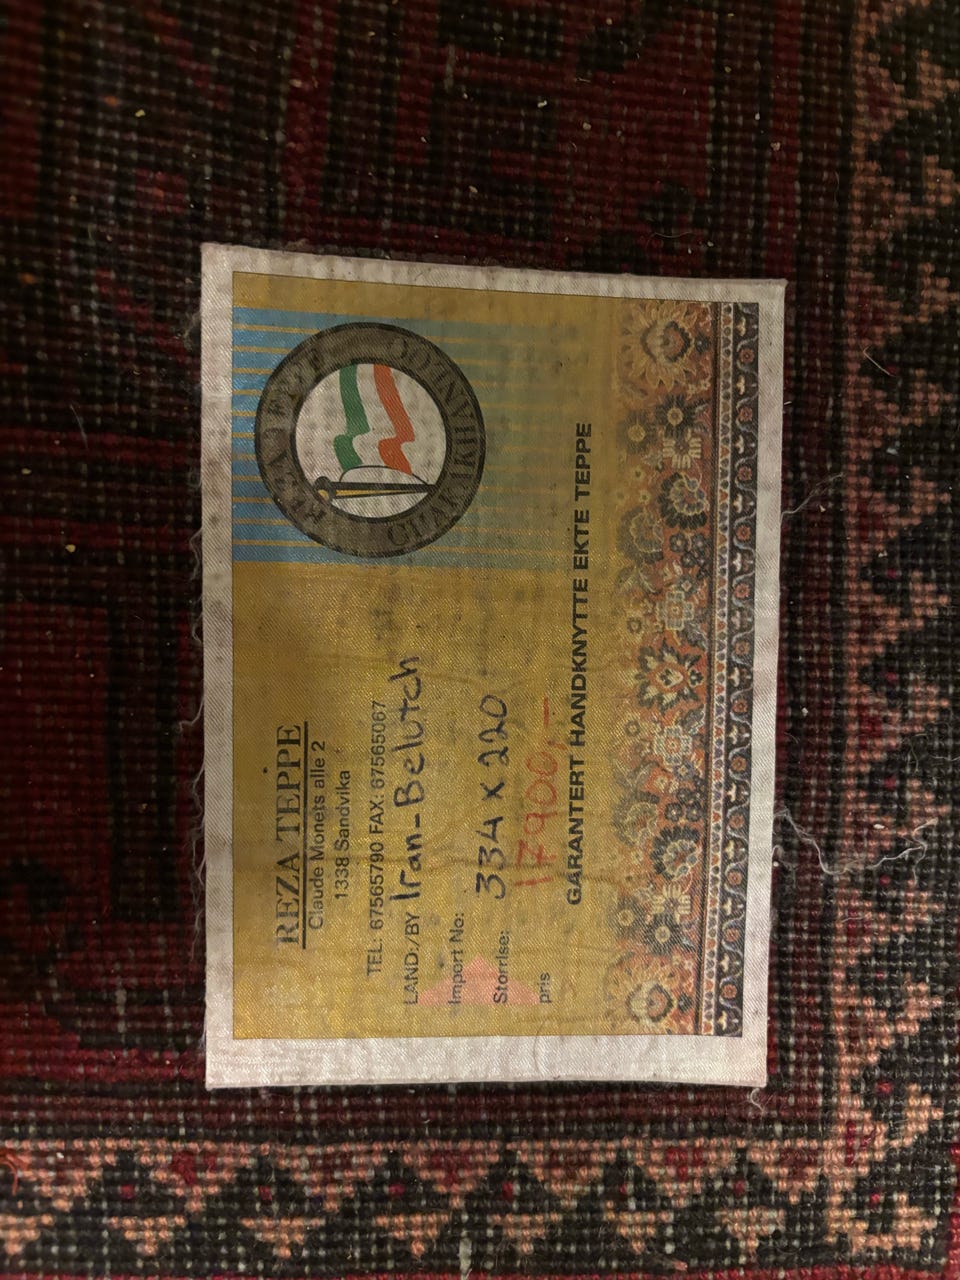 REZA TEPPE
Claude Monets alle 2
1338 Sandvika
TEL: 67565790 FAX: 67565067
LAND:/BY Iran-Belutch
Import No:
Storrlse: 334 x 220
pris 17900,-
GARANTERT HANDKNYTTE EKTE TEPPE